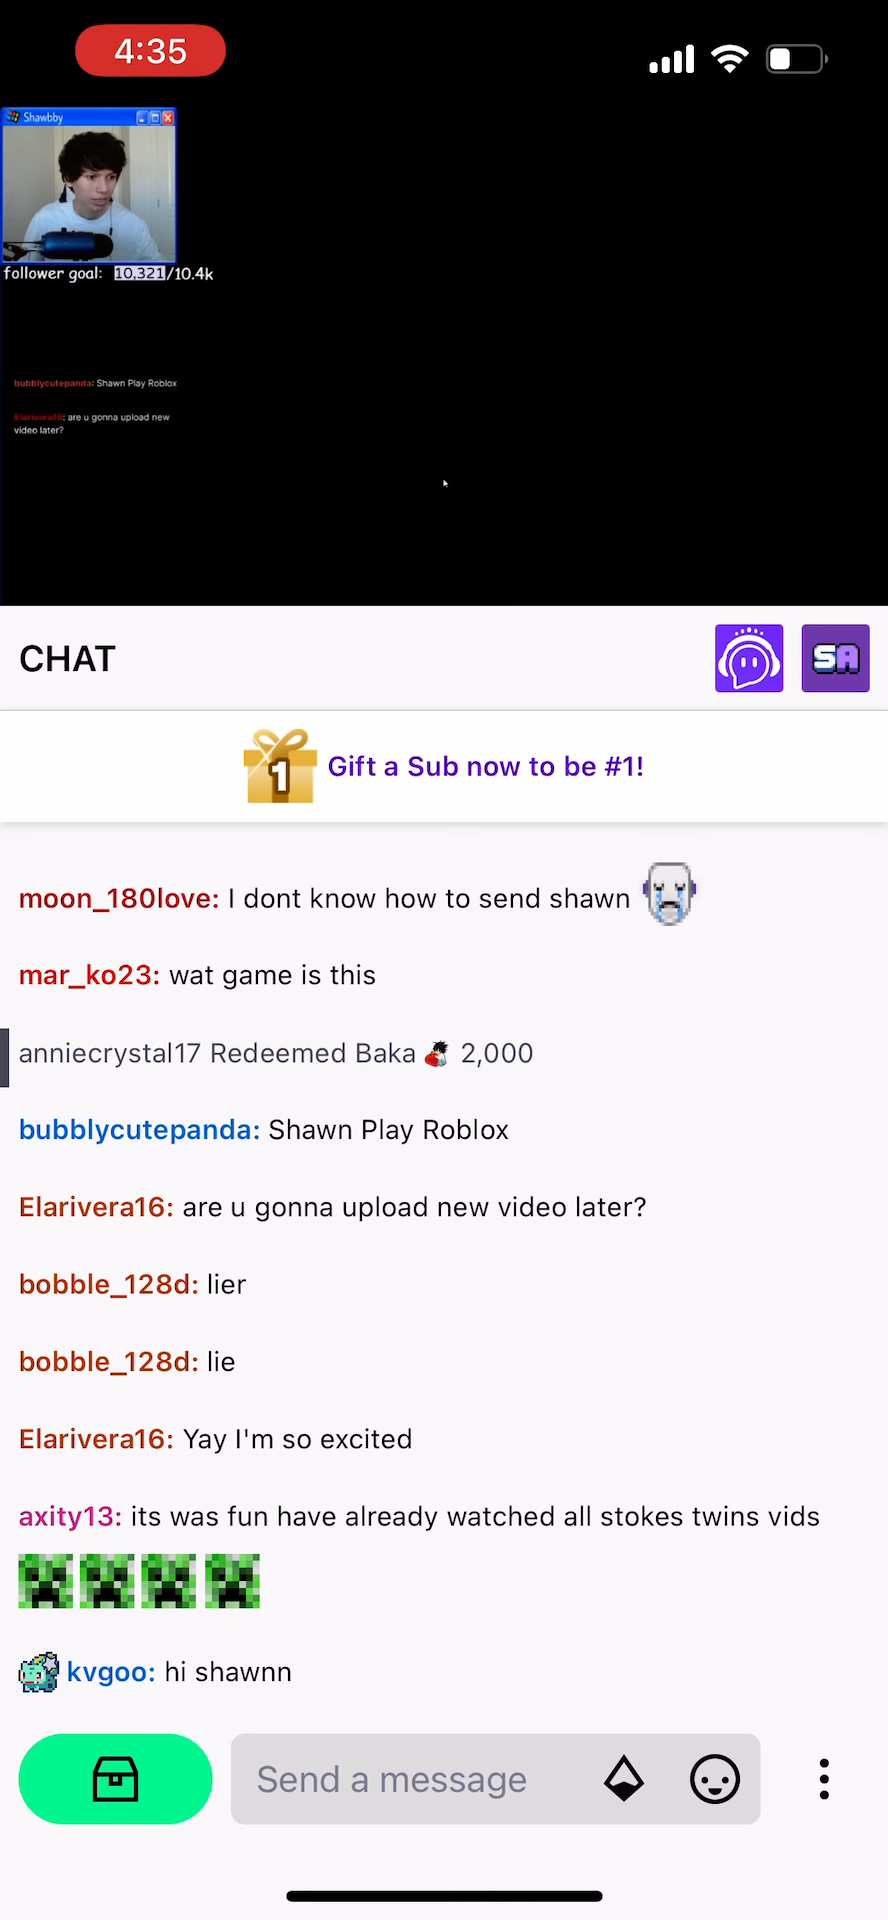 4:35
Shawbby
follower goal: 10,321/10.4k
bubblycutepanda: Shawn Play Roblox
Elarivera16: are u gonna upload new
video later?
CHAT
SA
1
Gift a Sub now to be #1!
moon_180love: I dont know how to send shawn
mar_ko23: wat game is this
anniecrystal17 Redeemed Baka 2,000
bubblycutepanda: Shawn Play Roblox
Elarivera16: are u gonna upload new video later?
bobble_128d: lier
bobble_128d: lie
Elarivera16: Yay I'm so excited
axity13: its was fun have already watched all stokes twins vids
kvgoo: hi shawnn
Send a message